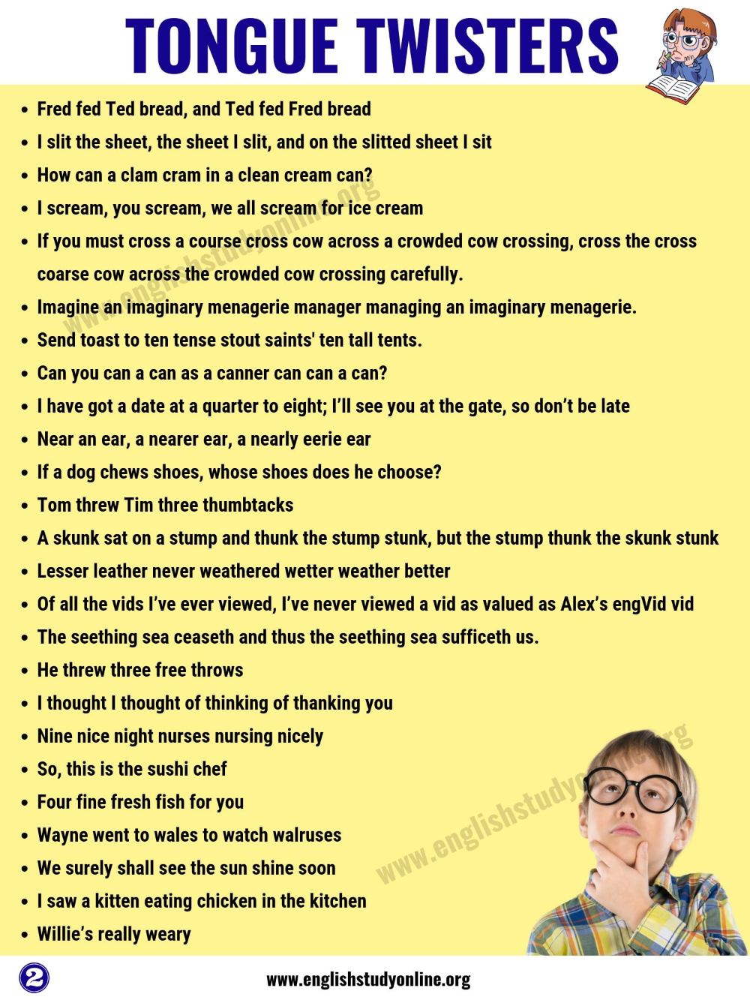 TONGUE TWISTERS
• Fred fed Ted bread, and Ted fed Fred bread
• I slit the sheet, the sheet I slit, and on the slitted sheet I sit
• How can a clam cram in a clean cream can?
• I scream, you scream, we all scream for ice cream
• If you must cross a course cross cow across a crowded cow crossing, cross the cross
coarse cow across the crowded cow crossing carefully.
• Imagine an imaginary menagerie manager managing an imaginary menagerie.
• Send toast to ten tense stout saints' ten tall tents.
• Can you can a can as a canner can can a can?
• I have got a date at a quarter to eight; I’ll see you at the gate, so don’t be late
• Near an ear, a nearer ear, a nearly eerie ear
• If a dog chews shoes, whose shoes does he choose?
• Tom threw Tim three thumbtacks
• A skunk sat on a stump and thunk the stump stunk, but the stump thunk the skunk stunk
• Lesser leather never weathered wetter weather better
• Of all the vids I’ve ever viewed, I’ve never viewed a vid as valued as Alex’s engVid vid
• The seething sea ceaseth and thus the seething sea sufficeth us.
• He threw three free throws
• I thought I thought of thinking of thanking you
• Nine nice night nurses nursing nicely
• So, this is the sushi chef
• Four fine fresh fish for you
• Wayne went to wales to watch walruses
• We surely shall see the sun shine soon
• I saw a kitten eating chicken in the kitchen
• Willie’s really weary
www.englishstudyonline.org
www.englishstudyonline.org
2
www.englishstudyonline.org